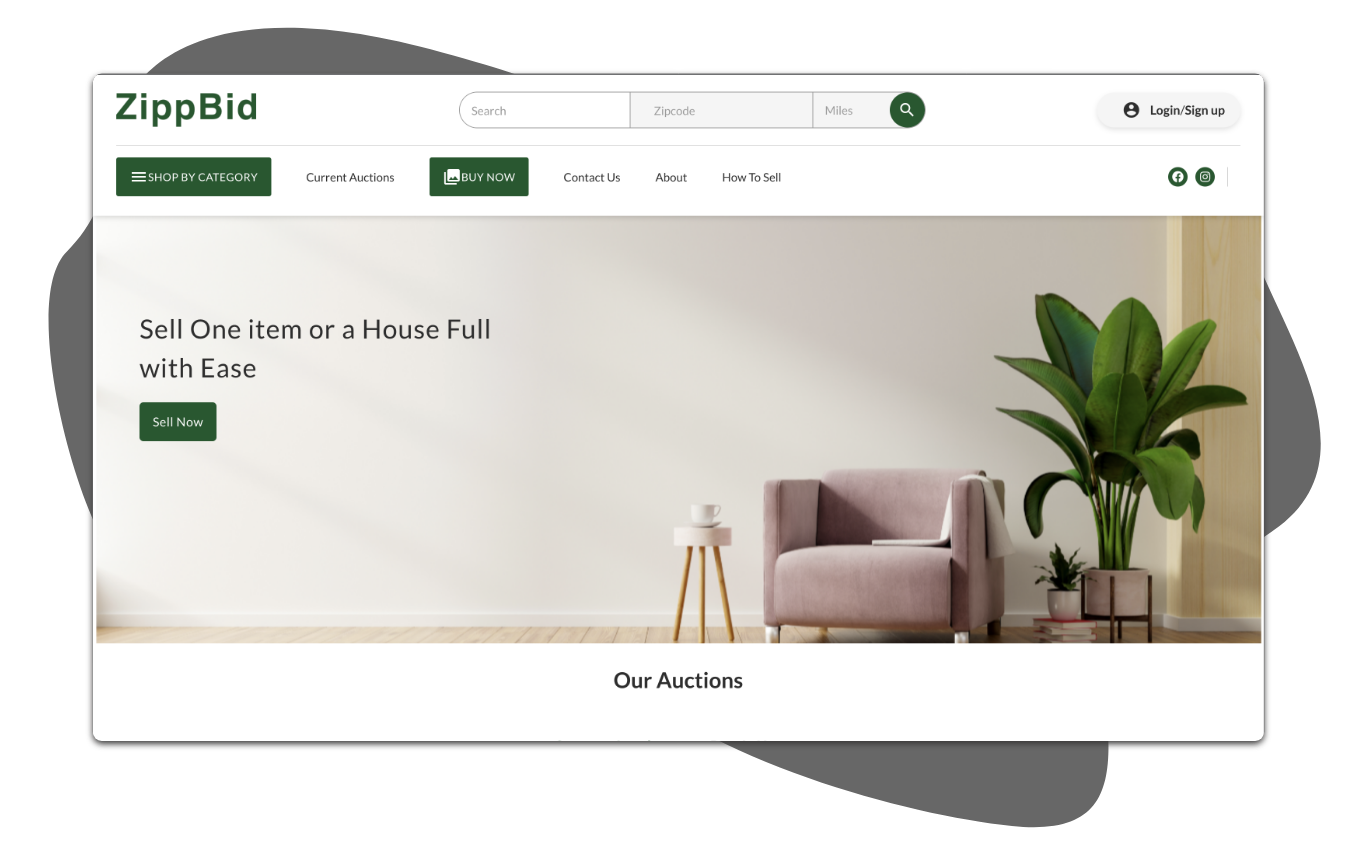 ZippBid
Search
Zipcode
Miles
Login/Sign up
SHOP BY CATEGORY
Current Auctions
BUY NOW
Contact Us
About
How To Sell
Sell One item or a House Full
with Ease
Sell Now
Our Auctions